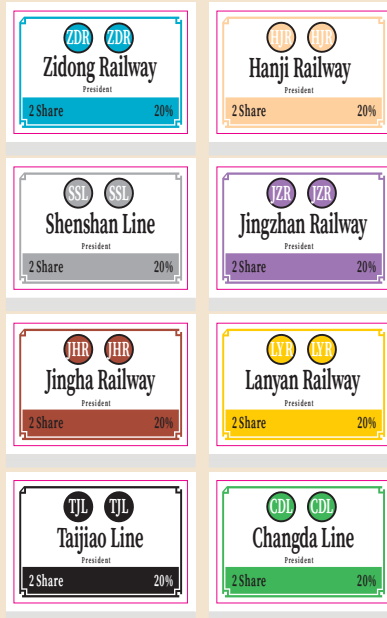 ZDR ZDR
Zidong Railway
President
2 Share 20%
HJR HJR
Hanji Railway
President
2 Share 20%
SSL SSL
Shenshan Line
President
2 Share 20%
JZR JZR
Jingzhan Railway
President
2 Share 20%
JHR JHR
Jingha Railway
President
2 Share 20%
LYR LYR
Lanyan Railway
President
2 Share 20%
TJL TJL
Taijiao Line
President
2 Share 20%
CDL CDL
Changda Line
President
2 Share 20%